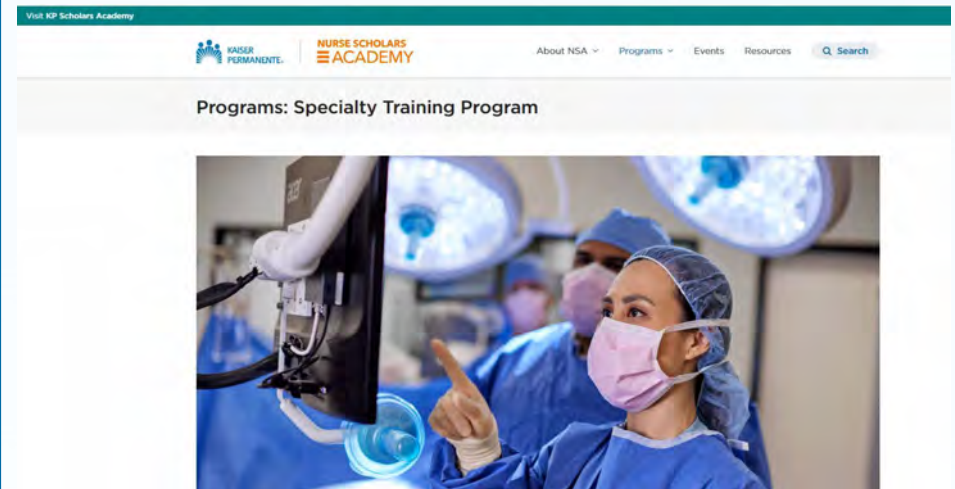 Visit KP Scholars Academy
KAISER
PERMANENTE.
NURSE SCHOLARS
ACADEMY
About NSA
Programs
Events
Resources
Search
Programs: Specialty Training Program
acer